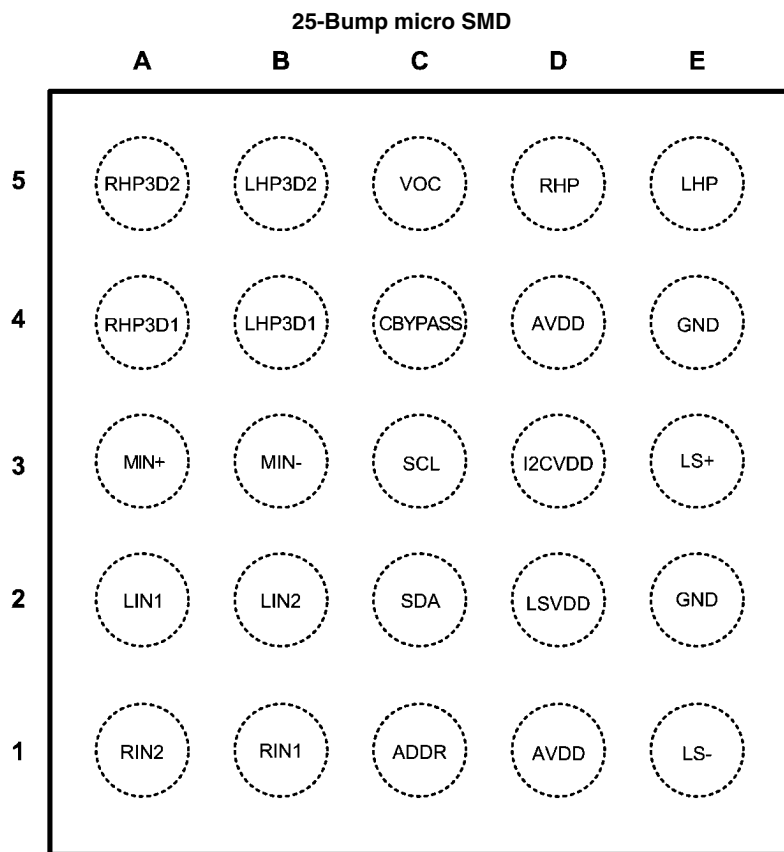 25-Bump micro SMD
A B C D E
5 RHP3D2 LHP3D2 VOC RHP LHP
4 RHP3D1 LHP3D1 CBYPASS AVDD GND
3 MIN+ MIN- SCL I2CVDD LS+
2 LIN1 LIN2 SDA LSVDD GND
1 RIN2 RIN1 ADDR AVDD LS-